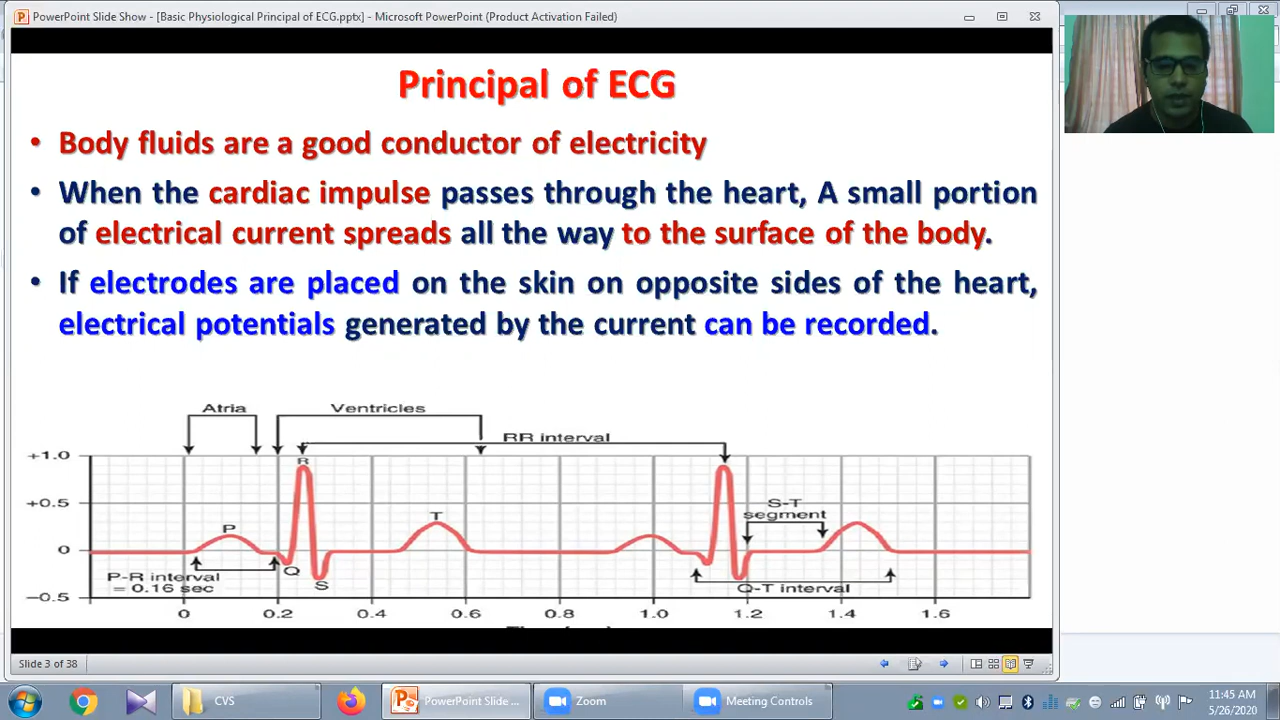 PowerPoint Slide Show - [Basic Physiological Principal of ECG.pptx] - Microsoft PowerPoint (Product Activation Failed)
Principal of ECG
• Body fluids are a good conductor of electricity
• When the cardiac impulse passes through the heart, A small portion
of electrical current spreads all the way to the surface of the body.
• If electrodes are placed on the skin on opposite sides of the heart,
electrical potentials generated by the current can be recorded.
Atria
Ventricles
RR interval
+1.0
R
+0.5
S-T
segment
P
T
0
P-R interval
= 0.16 sec
Q
S
Q-T interval
−0.5
0 0.2 0.4 0.6 0.8 1.0 1.2 1.4 1.6
Slide 3 of 38
CVS
PowerPoint Slide ...
Zoom
Meeting Controls
11:45 AM
5/26/2020